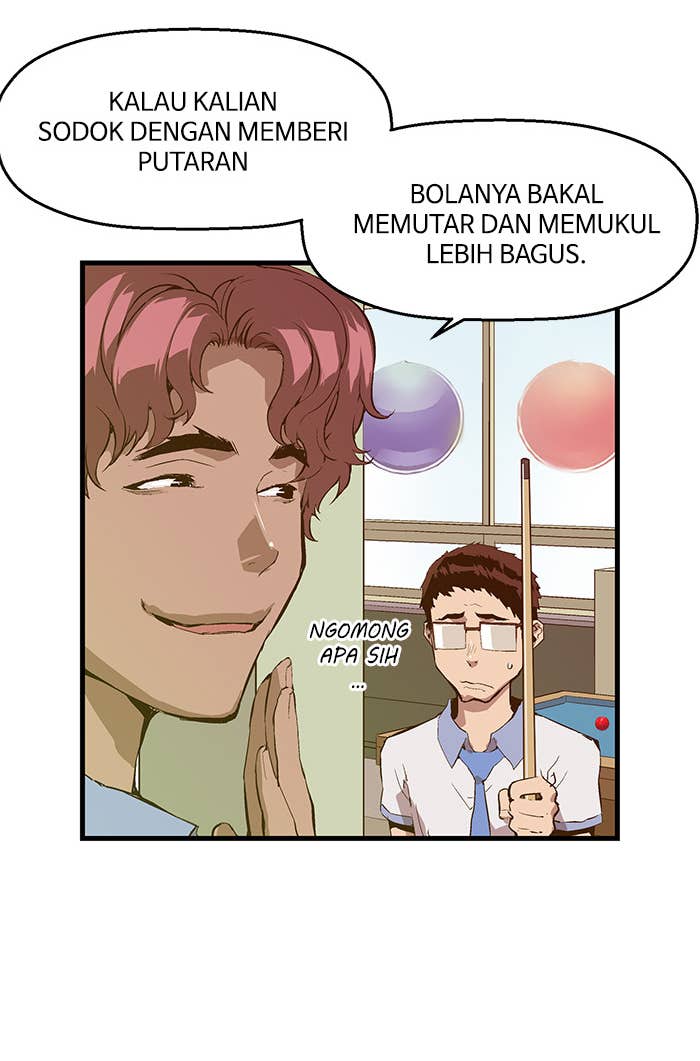 KALAU KALIAN
SODOK DENGAN MEMBERI
PUTARAN
BOLANYA BAKAL
MEMUTAR DAN MEMUKUL
LEBIH BAGUS.
NGOMONG
APA SIH
...